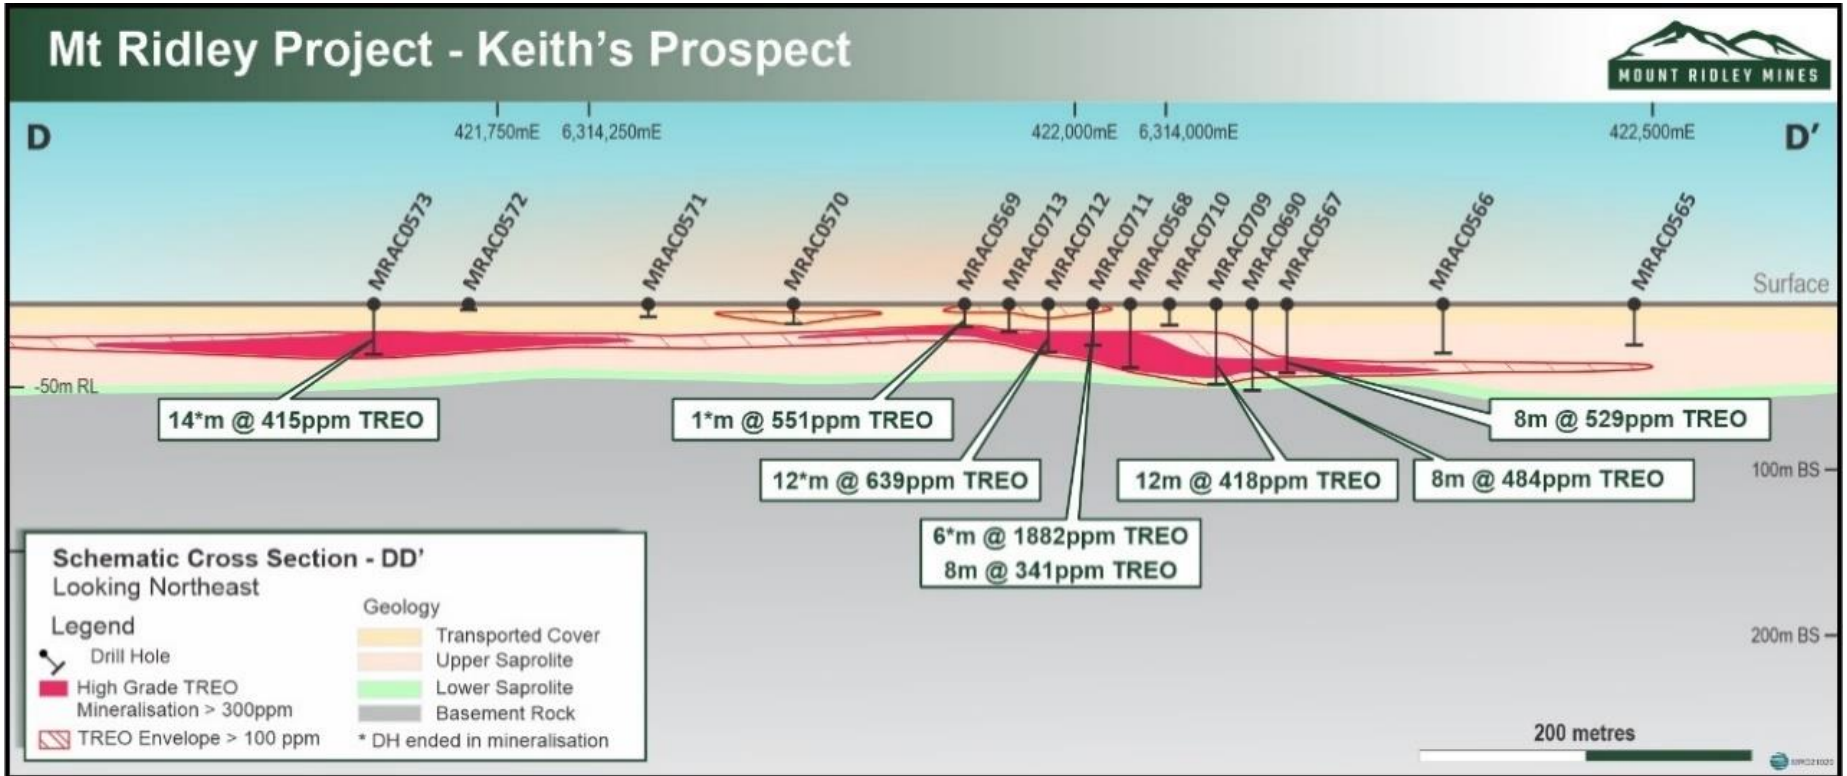 Mt Ridley Project - Keith's Prospect
MOUNT RIDLEY MINES
D
421,750mE
6,314,250mE
422,000mE
6,314,000mE
422,500mE
D'
MRAC0573
MRAC0572
MRAC0571
MRAC0570
MRAC0569
MRAC0713
MRAC0712
MRAC0711
MRAC0568
MRAC0710
MRAC0709
MRAC0690
MRAC0567
MRAC0566
MRAC0565
Surface
-50m RL
14*m @ 415ppm TREO
1*m @ 551ppm TREO
8m @ 529ppm TREO
12*m @ 639ppm TREO
12m @ 418ppm TREO
8m @ 484ppm TREO
100m BS
6*m @ 1882ppm TREO
8m @ 341ppm TREO
200m BS
Schematic Cross Section - DD'
Looking Northeast
Legend
Drill Hole
High Grade TREO
Mineralisation > 300ppm
TREO Envelope > 100 ppm
Geology
Transported Cover
Upper Saprolite
Lower Saprolite
Basement Rock
* DH ended in mineralisation
200 metres